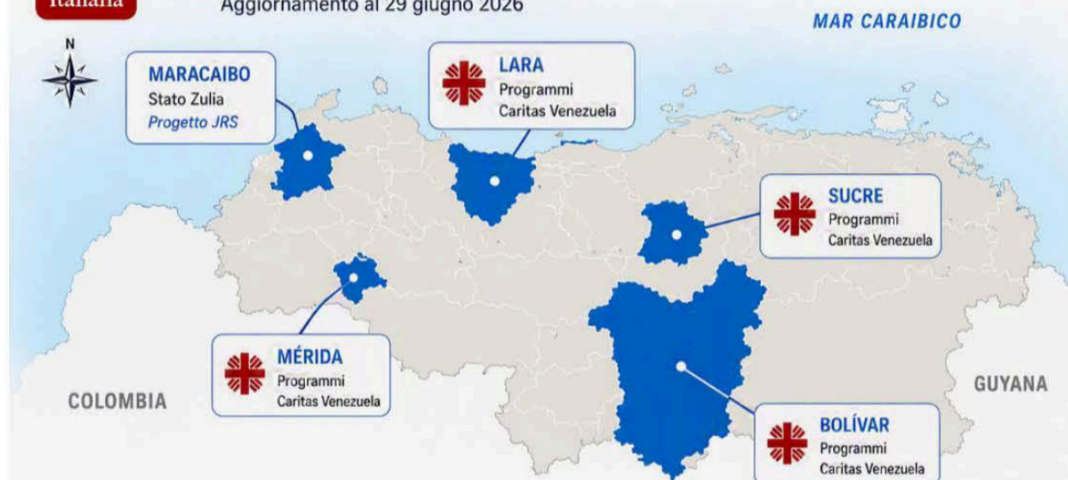 Italiana
Aggiornamento al 29 giugno 2026
MAR CARAIBICO
N
MARACAIBO
Stato Zulia
Progetto JRS
LARA
Programmi
Caritas Venezuela
SUCRE
Programmi
Caritas Venezuela
MÉRIDA
Programmi
Caritas Venezuela
COLOMBIA
GUYANA
BOLÍVAR
Programmi
Caritas Venezuela